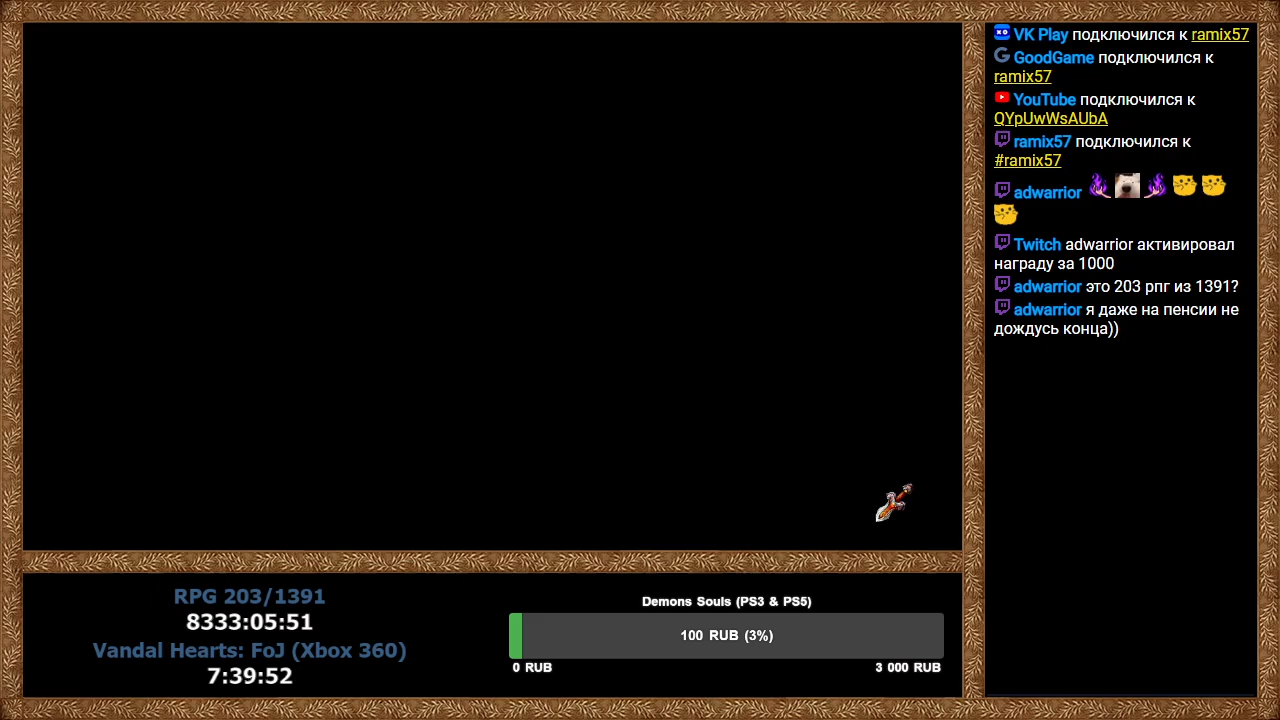 VK Play подключился к ramix57
GoodGame подключился к
ramix57
YouTube подключился к
QYpUwWsAUbA
ramix57 подключился к
#ramix57
adwarrior
Twitch adwarrior активировал
награду за 1000
adwarrior это 203 рпг из 1391?
adwarrior я даже на пенсии не
дождусь конца))
RPG 203/1391
8333:05:51
Vandal Hearts: FoJ (Xbox 360)
7:39:52
Demons Souls (PS3 & PS5)
100 RUB (3%)
0 RUB
3 000 RUB